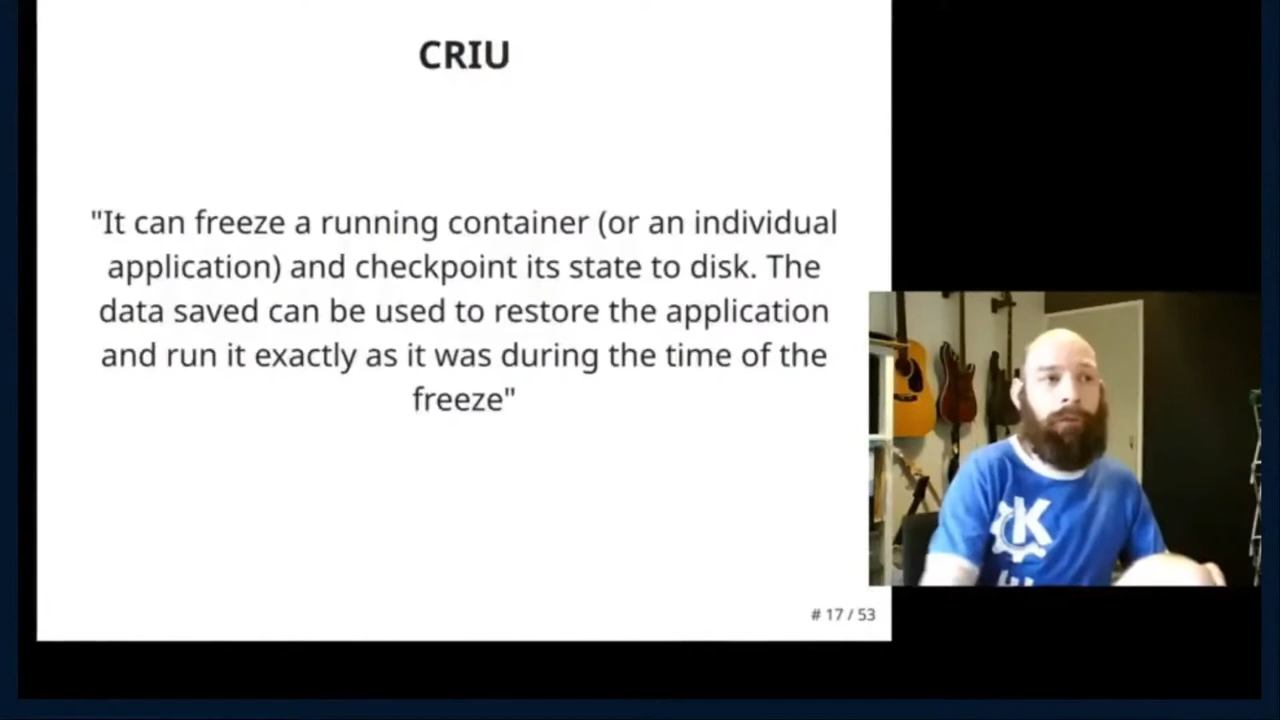 CRIU
"It can freeze a running container (or an individual
application) and checkpoint its state to disk. The
data saved can be used to restore the application
and run it exactly as it was during the time of the
freeze"
# 17 / 53
K